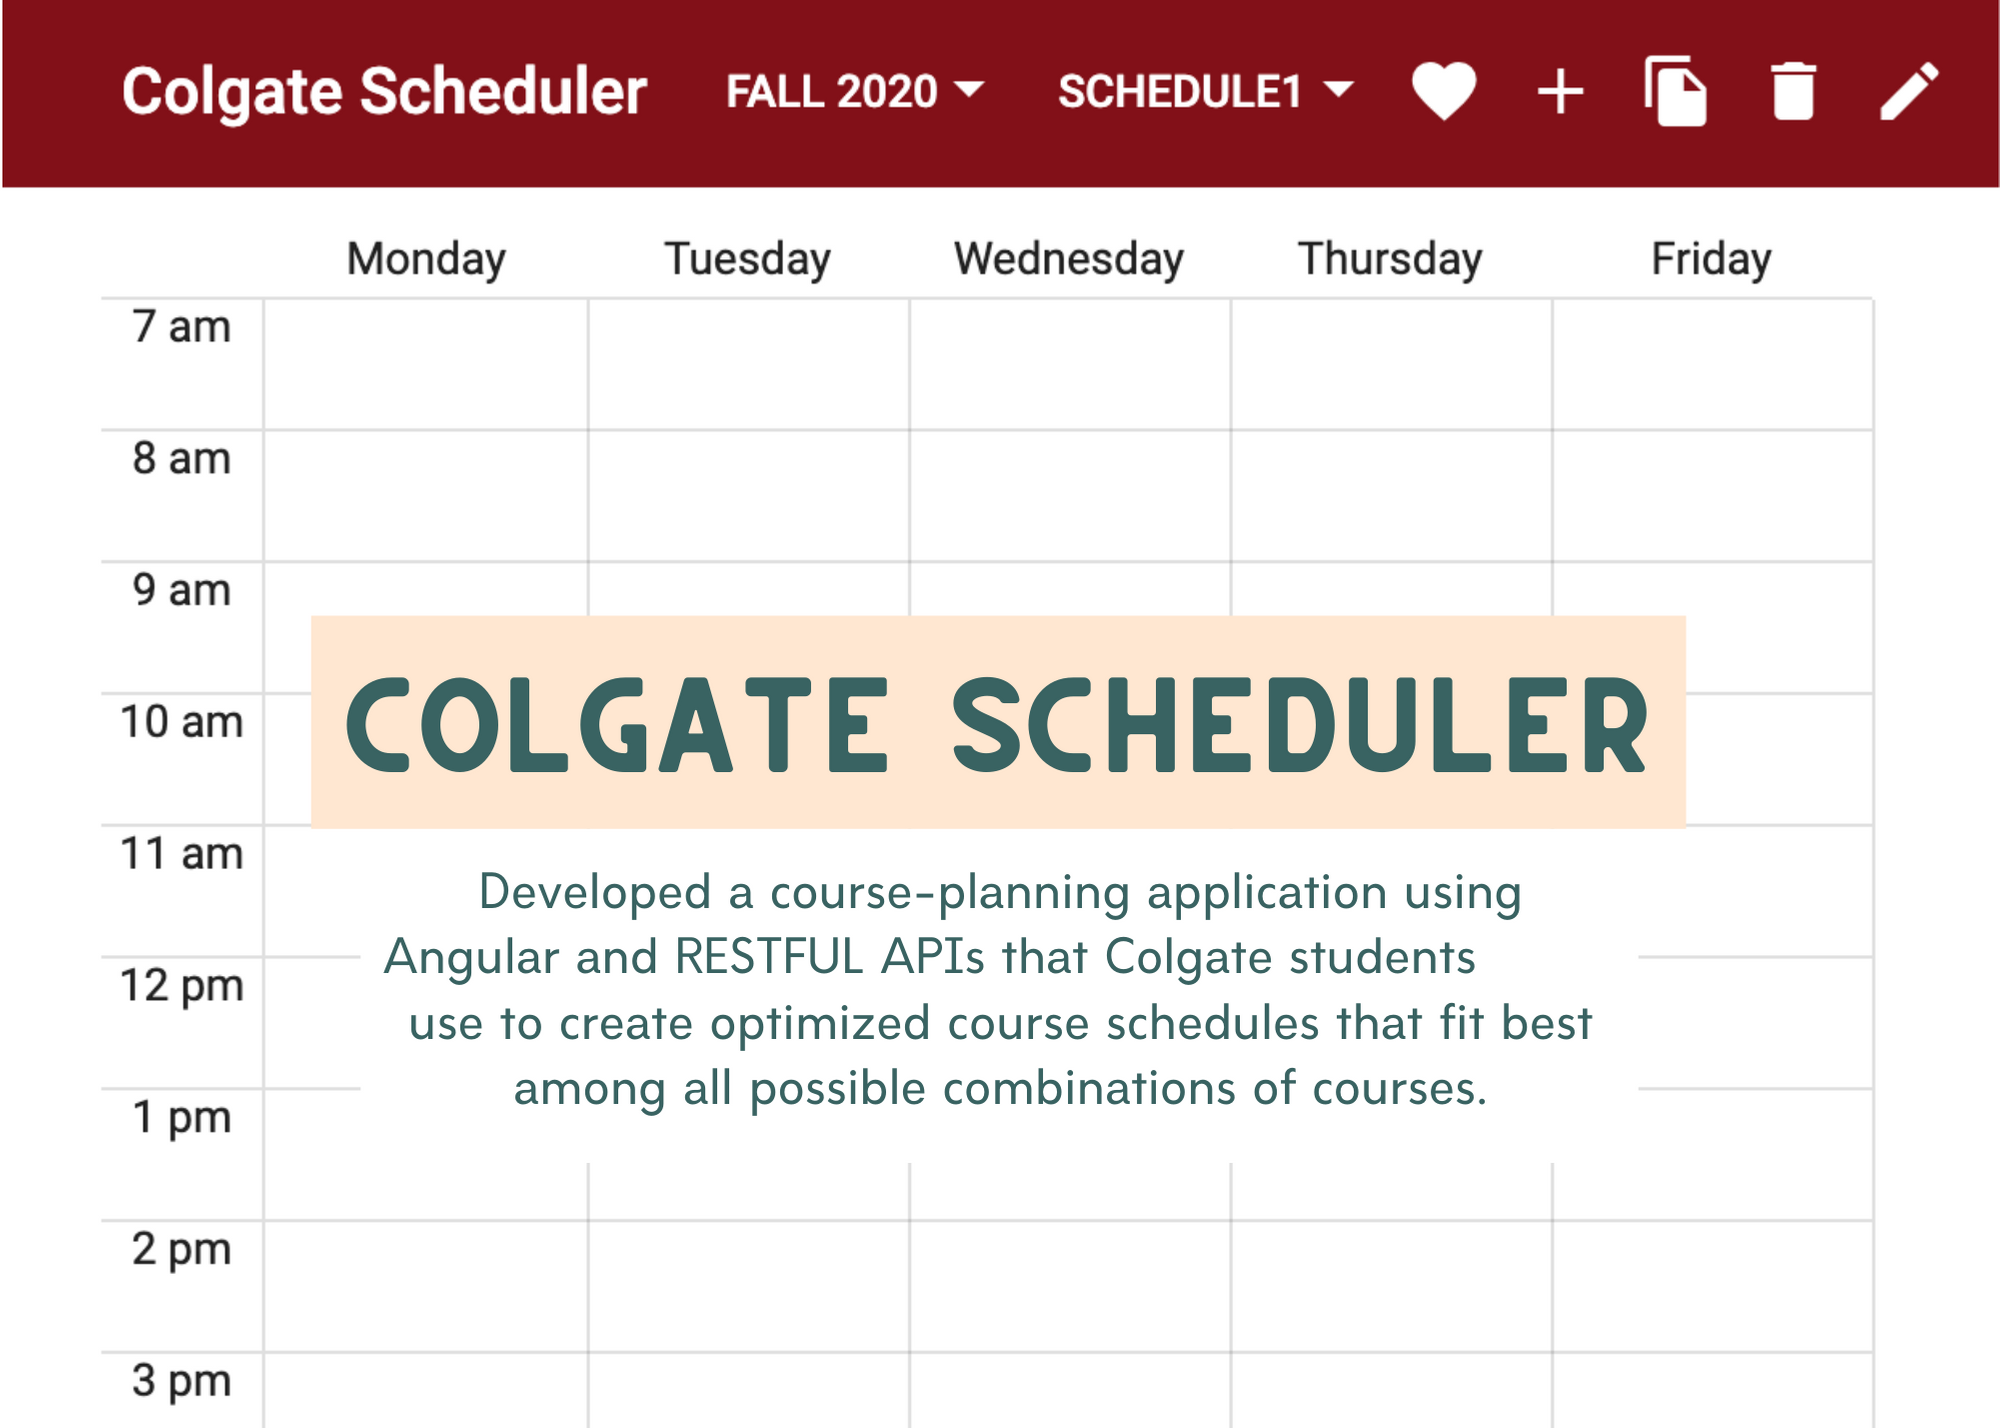 Colgate Scheduler FALL 2020 SCHEDULE1
Monday Tuesday Wednesday Thursday Friday
7 am
8 am
9 am
COLGATE SCHEDULER
10 am
11 am
Developed a course-planning application using
Angular and RESTFUL APIs that Colgate students
12 pm
use to create optimized course schedules that fit best
among all possible combinations of courses.
1 pm
2 pm
3 pm